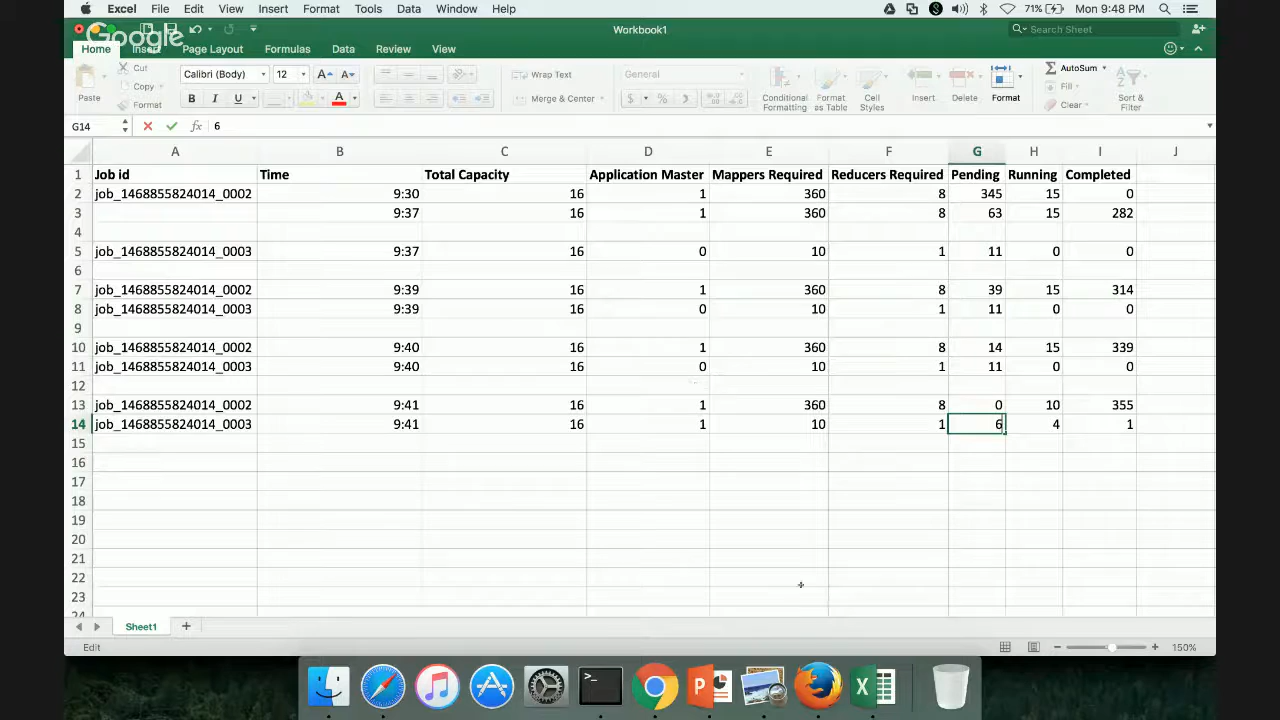 Excel File Edit View Insert Format Tools Data Window Help 71% Mon 9:48 PM
Google
Workbook1
Search Sheet
Home Insert Page Layout Formulas Data Review View
Paste Cut Copy Format
Calibri (Body) 12 A A
B I U A
Wrap Text
Merge & Center
General
$ %
Conditional Formatting
Format as Table
Cell Styles
Insert Delete Format
AutoSum
Fill
Clear
Sort & Filter
G14 fx 6
A B C D E F G H I J
1 Job id Time Total Capacity Application Master Mappers Required Reducers Required Pending Running Completed
2 job_1468855824014_0002 9:30 16 1 360 8 345 15 0
3 9:37 16 1 360 8 63 15 282
4
5 job_1468855824014_0003 9:37 16 0 10 1 11 0 0
6
7 job_1468855824014_0002 9:39 16 1 360 8 39 15 314
8 job_1468855824014_0003 9:39 16 0 10 1 11 0 0
9
10 job_1468855824014_0002 9:40 16 1 360 8 14 15 339
11 job_1468855824014_0003 9:40 16 0 10 1 11 0 0
12
13 job_1468855824014_0002 9:41 16 1 360 8 0 10 355
14 job_1468855824014_0003 9:41 16 1 10 1 6 4 1
15
16
17
18
19
20
21
22
23
24
Sheet1
Edit 150%